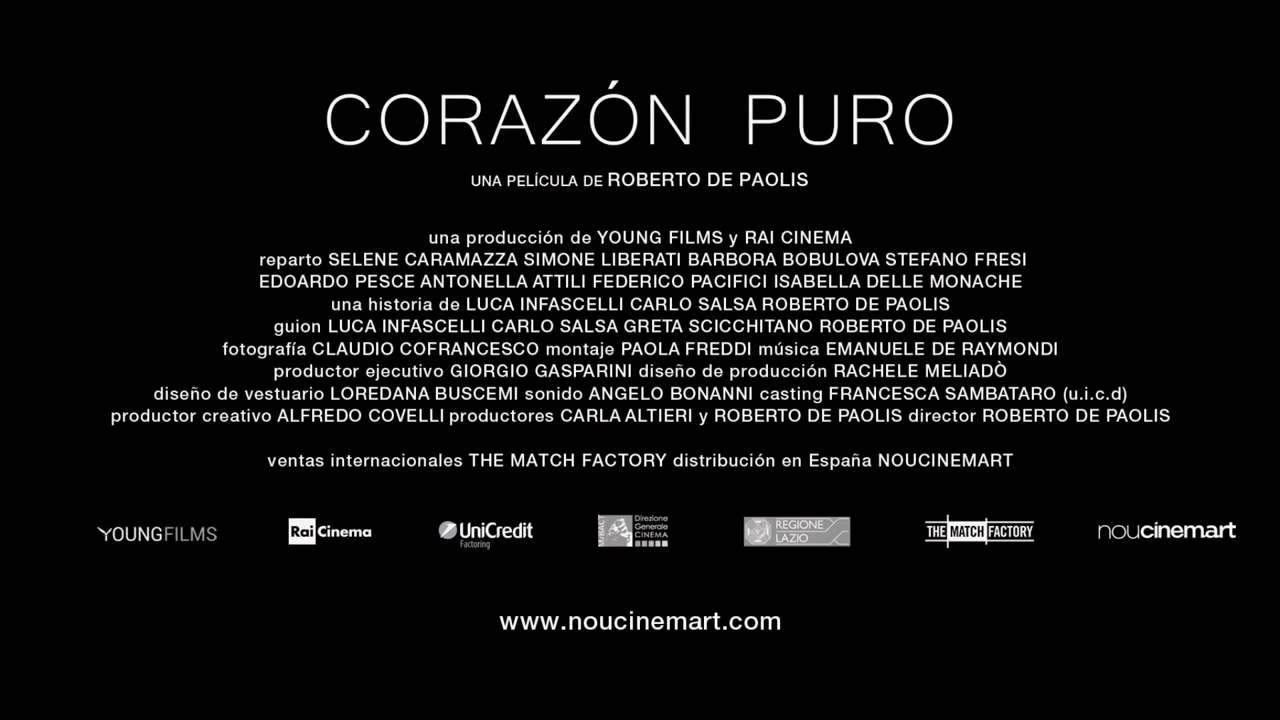 CORAZÓN PURO
UNA PELÍCULA DE ROBERTO DE PAOLIS
una producción de YOUNG FILMS y RAI CINEMA
reparto SELENE CARAMAZZA SIMONE LIBERATI BARBORA BOBULOVA STEFANO FRESI
EDOARDO PESCE ANTONELLA ATTILI FEDERICO PACIFICI ISABELLA DELLE MONACHE
una historia de LUCA INFASCELLI CARLO SALSA ROBERTO DE PAOLIS
guion LUCA INFASCELLI CARLO SALSA GRETA SCICCHITANO ROBERTO DE PAOLIS
fotografía CLAUDIO COFRANCESCO montaje PAOLA FREDDI música EMANUELE DE RAYMONDI
productor ejecutivo GIORGIO GASPARINI diseño de producción RACHELE MELIADÒ
diseño de vestuario LOREDANA BUSCEMI sonido ANGELO BONANNI casting FRANCESCA SAMBATARO (u.i.c.d)
productor creativo ALFREDO COVELLI productores CARLA ALTIERI y ROBERTO DE PAOLIS director ROBERTO DE PAOLIS
ventas internacionales THE MATCH FACTORY distribución en España NOUCINEMART
YOUNGFILMS
Rai Cinema
UniCredit
Factoring
MiBACT
Direzione
Generale
CINEMA
REGIONE
LAZIO
THE MATCH FACTORY
noucinemart
www.noucinemart.com